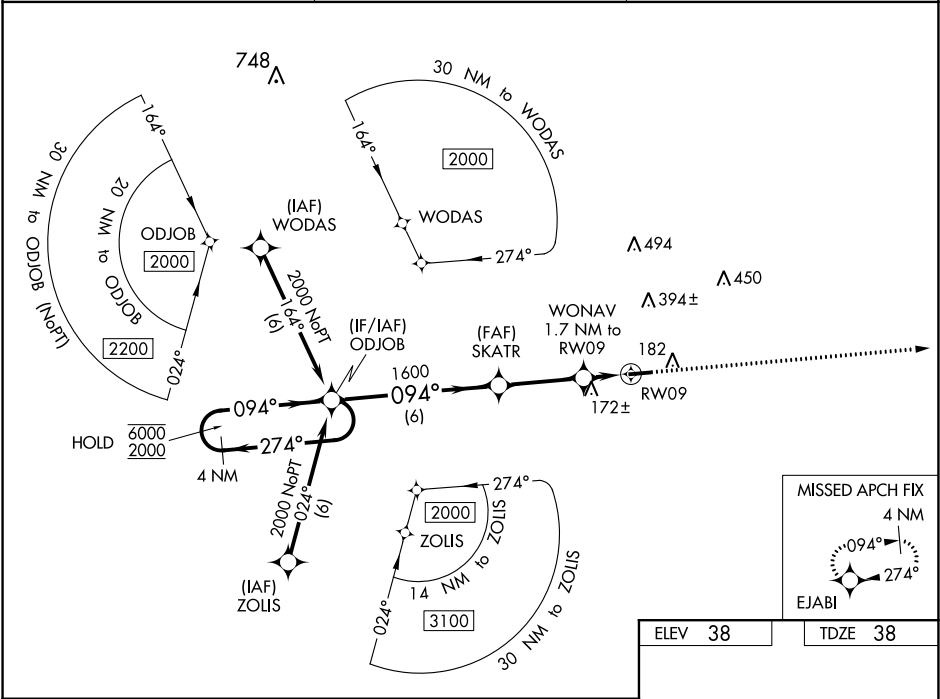 748
30 NM to WODAS
164°
2000
WODAS
274°
164°
30 NM to ODJOB (NoPT)
20 NM to ODJOB
ODJOB
2000
2200
024°
(IAF)
WODAS
2000 NoPT
164°
(6)
494
450
394±
(IF/IAF)
ODJOB
(FAF)
SKATR
WONAV
1.7 NM to
RW09
182
RW09
172±
1600
094°
(6)
094°
274°
HOLD
6000
2000
4 NM
2000 NoPT
024°
(6)
(IAF)
ZOLIS
274°
2000
ZOLIS
14 NM to ZOLIS
024°
3100
30 NM to ZOLIS
MISSED APCH FIX
4 NM
094°
274°
EJABI
ELEV 38
TDZE 38